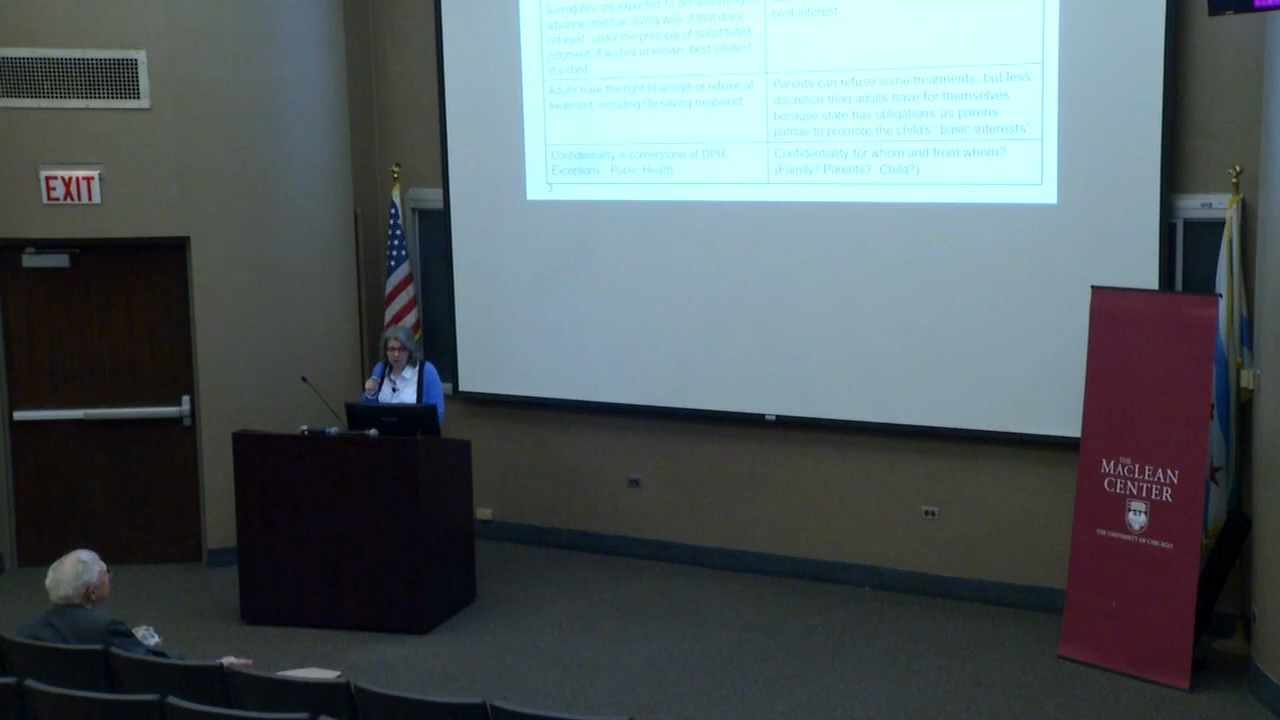 Surrogates are expected to act according to
advance directive (living will), if that does
not exist, under the principle of substituted
judgment; if wishes unknown, best interest
standard.
best interest.
Adults have the right to accept or refuse all
treatment, including life saving treatment.
Parents can refuse some treatments, but less
discretion than adults have for themselves
because state has obligations as parens
patriae to promote the child's "basic interests"
Confidentiality is cornerstone of DPR.
Exceptions: Public Health
Confidentiality for whom and from whom?
(Family? Parents? Child?)
3
EXIT
THE
MACLEAN
CENTER
THE UNIVERSITY OF CHICAGO